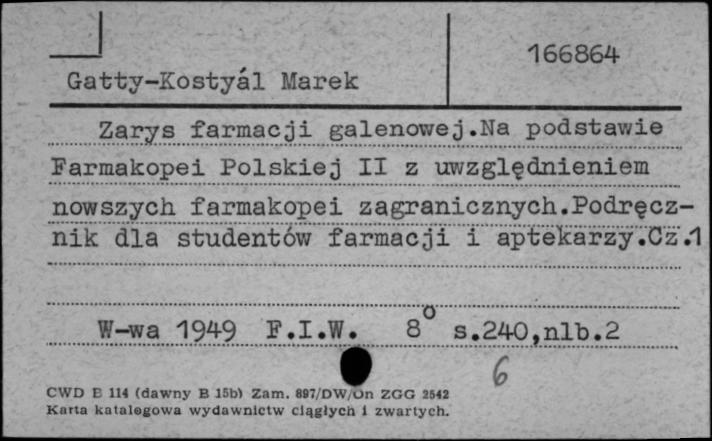 166864
Gatty-Kostyál Marek
Zarys farmacji galenowej.Na podstawie
Farmakopei Polskiej II z uwzględnieniem
nowszych farmakopei zagranicznych.Podręcz-
nik dla studentów farmacji i aptekarzy.Cz.1
W-wa 1949 F.I.W. 8° s.240,nlb.2
6
CWD E 114 (dawny B 15b) Zam. 897/DW/Un ZGG 2542
Karta katalogowa wydawnictw ciągłych i zwartych.